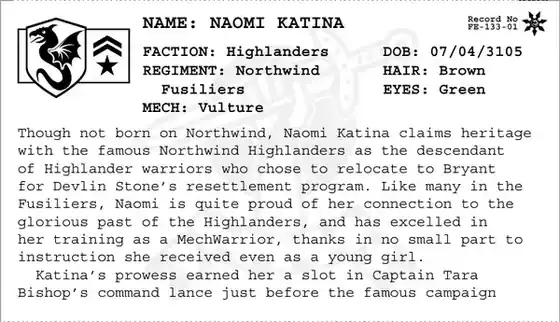 NAME: NAOMI KATINA
Record No
FE-133-01
FACTION: Highlanders
DOB: 07/04/3105
REGIMENT: Northwind
HAIR: Brown
Fusiliers
EYES: Green
MECH: Vulture
Though not born on Northwind, Naomi Katina claims heritage
with the famous Northwind Highlanders as the descendant
of Highlander warriors who chose to relocate to Bryant
for Devlin Stone’s resettlement program. Like many in the
Fusiliers, Naomi is quite proud of her connection to the
glorious past of the Highlanders, and has excelled in
her training as a MechWarrior, thanks in no small part to
instruction she received even as a young girl.
Katina’s prowess earned her a slot in Captain Tara
Bishop’s command lance just before the famous campaign